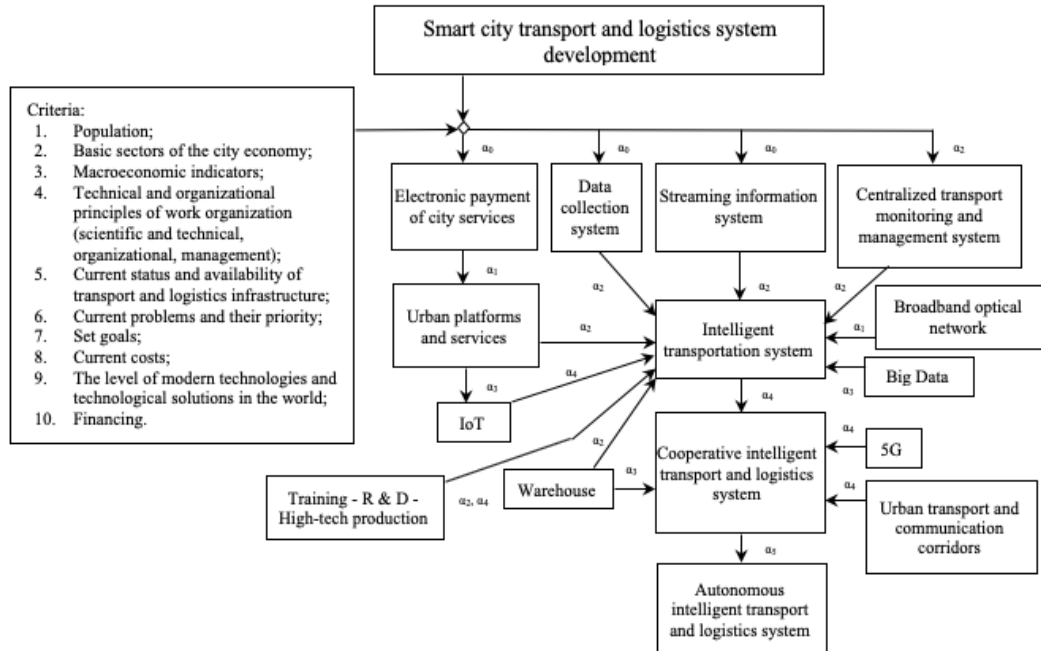 Smart city transport and logistics system
development
Criteria:
1. Population;
2. Basic sectors of the city economy;
3. Macroeconomic indicators;
4. Technical and organizational
principles of work organization
(scientific and technical,
organizational, management);
5. Current status and availability of
transport and logistics infrastructure;
6. Current problems and their priority;
7. Set goals;
8. Current costs;
9. The level of modern technologies and
technological solutions in the world;
10. Financing.
α₀
α₀
α₀
α₂
Electronic payment
of city services
Data
collection
system
Streaming information
system
Centralized transport
monitoring and
management system
α₁
α₂
α₂
α₂
Urban platforms
and services
α₂
Intelligent
transportation system
α₁
Broadband optical
network
α₃
α₄
IoT
α₃
Big Data
α₄
α₂
Training - R & D -
High-tech production
α₂, α₄
Warehouse
α₃
Cooperative intelligent
transport and logistics
system
α₄
5G
α₄
Urban transport and
communication
corridors
α₅
Autonomous
intelligent transport
and logistics system